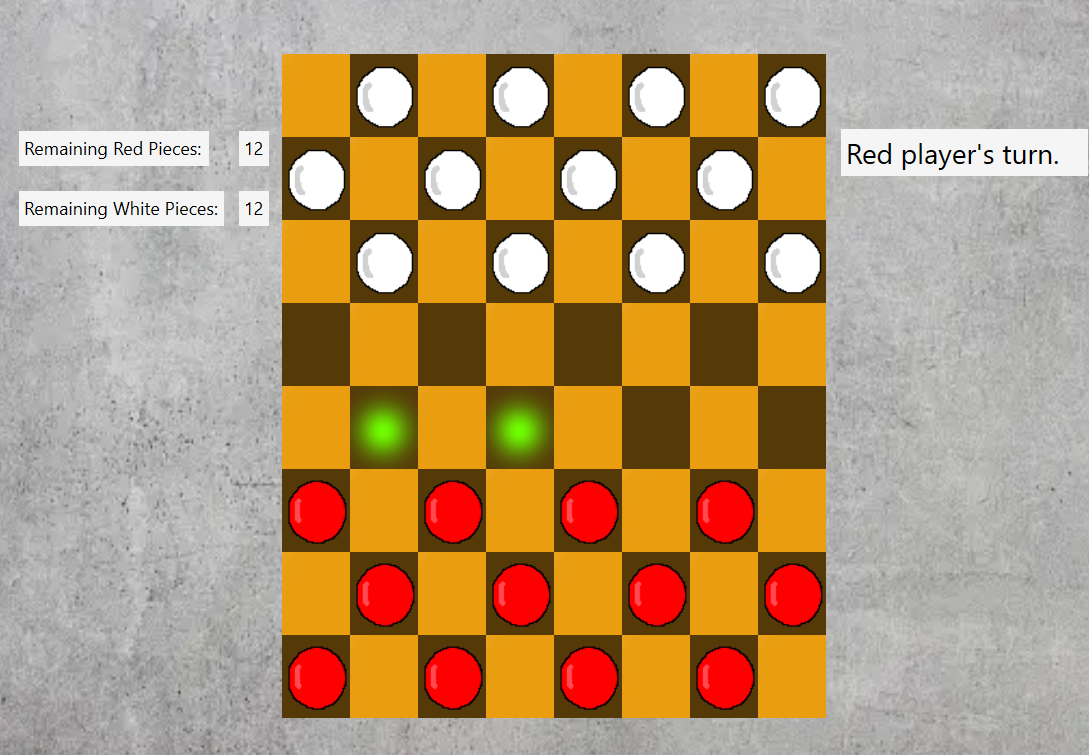 Remaining Red Pieces: 12
Remaining White Pieces: 12
Red player's turn.